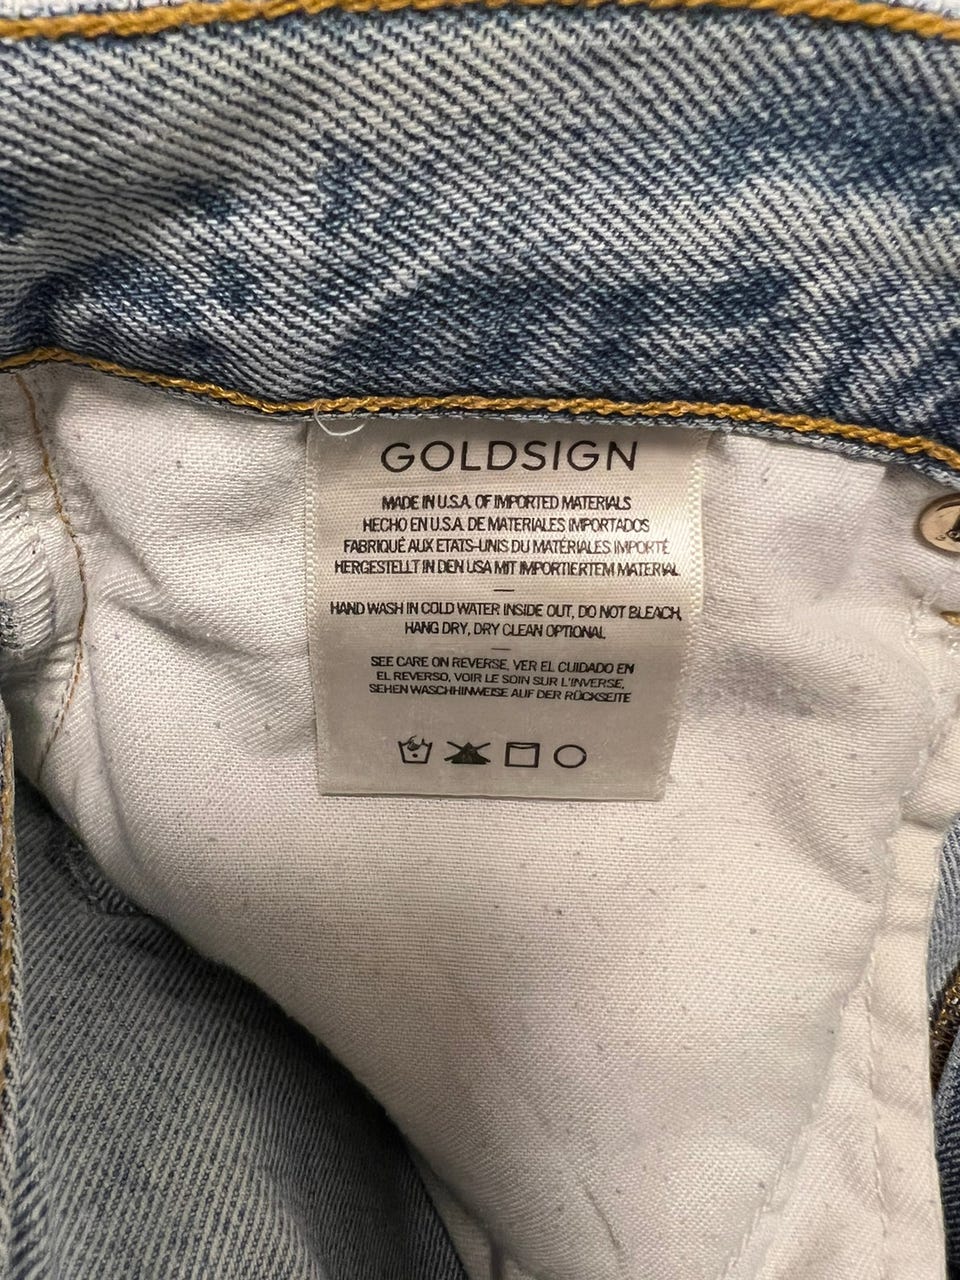 GOLDSIGN
MADE IN U.S.A. OF IMPORTED MATERIALS
HECHO EN U.S.A. DE MATERIALES IMPORTADOS
FABRIQUÉ AUX ETATS-UNIS DU MATÉRIALES IMPORTÉ
HERGESTELLT IN DEN USA MIT IMPORTIERTEM MATERIAL
HAND WASH IN COLD WATER INSIDE OUT, DO NOT BLEACH,
HANG DRY, DRY CLEAN OPTIONAL
SEE CARE ON REVERSE, VER EL CUIDADO EN
EL REVERSO, VOIR LE SOIN SUR L'INVERSE,
SEHEN WASCHHINWEISE AUF DER RÜCKSEITE